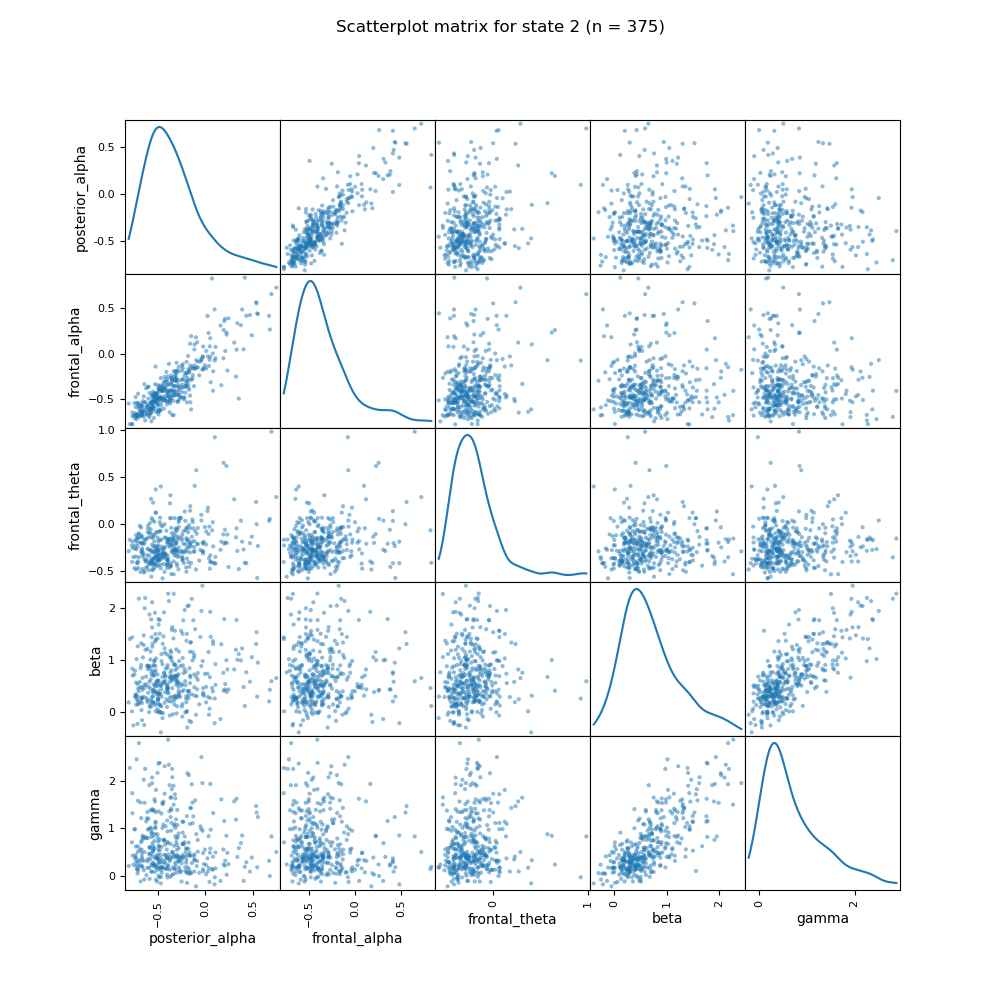 Scatterplot matrix for state 2 (n = 375)
posterior_alpha
0.5
0.0
-0.5
frontal_alpha
0.5
0.0
−0.5
frontal_theta
1.0
0.5
0.0
−0.5
beta
2
1
0
gamma
2
1
0
−0.5 0.0 0.5 −0.5 0.0 0.5 0 1 0 1 2 0 2
posterior_alpha frontal_alpha frontal_theta beta gamma